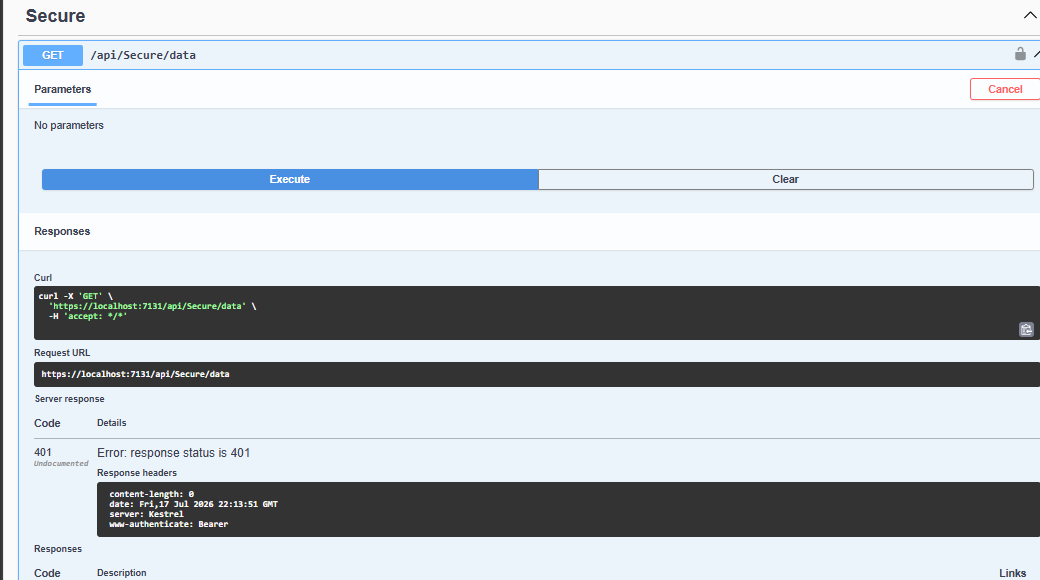 Secure
GET /api/Secure/data
Parameters
Cancel
No parameters
Execute
Clear
Responses
Curl
curl -X 'GET' \
'https://localhost:7131/api/Secure/data' \
-H 'accept: */*'
Request URL
https://localhost:7131/api/Secure/data
Server response
Code Details
401 Error: response status is 401
Undocumented
Response headers
content-length: 0
date: Fri,17 Jul 2026 22:13:51 GMT
server: Kestrel
www-authenticate: Bearer
Responses
Code Description Links